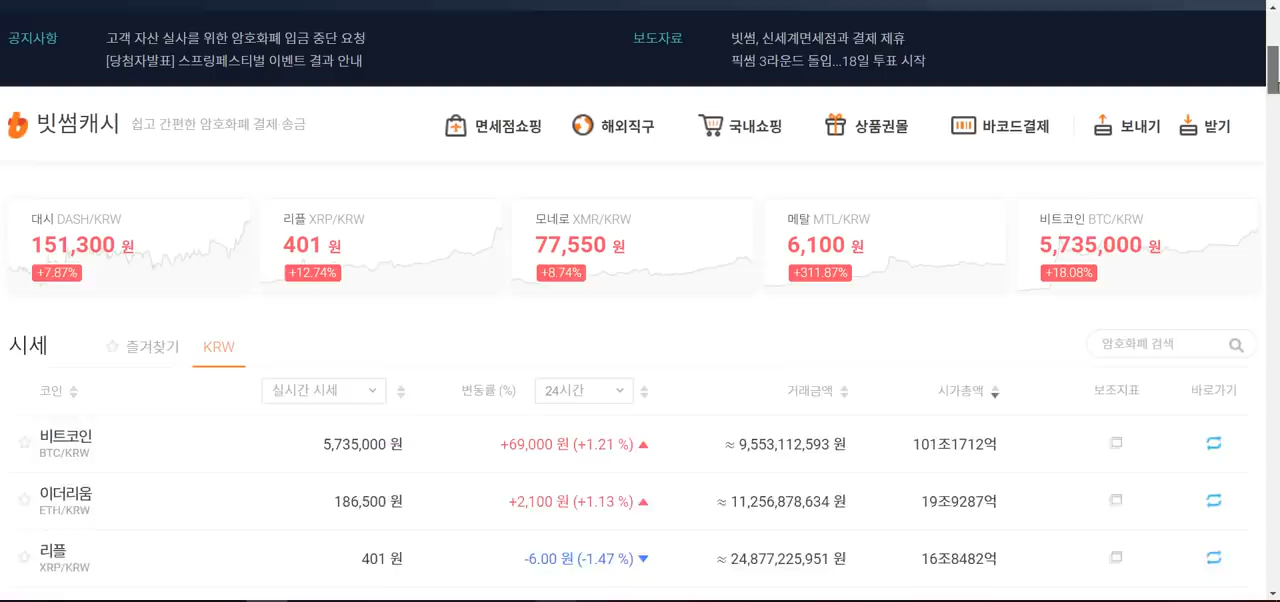 공지사항
고객 자산 실사를 위한 암호화폐 입금 중단 요청
[당첨자발표] 스프링페스티벌 이벤트 결과 안내
보도자료
빗썸, 신세계면세점과 결제 제휴
픽썸 3라운드 돌입...18일 투표 시작
빗썸캐시 쉽고 간편한 암호화폐 결제·송금
면세점쇼핑 해외직구 국내쇼핑 상품권몰 바코드결제 보내기 받기
대시 DASH/KRW
151,300 원
+7.87%
리플 XRP/KRW
401 원
+12.74%
모네로 XMR/KRW
77,550 원
+8.74%
메탈 MTL/KRW
6,100 원
+311.87%
비트코인 BTC/KRW
5,735,000 원
+18.08%
시세 즐겨찾기 KRW 암호화폐 검색
코인 실시간 시세 변동률 (%) 24시간 거래금액 시가총액 보조지표 바로가기
비트코인
BTC/KRW
5,735,000 원 +69,000 원 (+1.21 %) ≈ 9,553,112,593 원 101조1712억
이더리움
ETH/KRW
186,500 원 +2,100 원 (+1.13 %) ≈ 11,256,878,634 원 19조9287억
리플
XRP/KRW
401 원 -6.00 원 (-1.47 %) ≈ 24,877,225,951 원 16조8482억